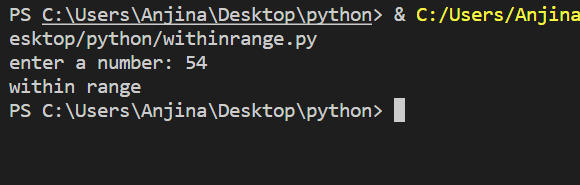 PS C:\Users\Anjina\Desktop\python> & C:/Users/Anjina
esktop/python/withinrange.py
enter a number: 54
within range
PS C:\Users\Anjina\Desktop\python>